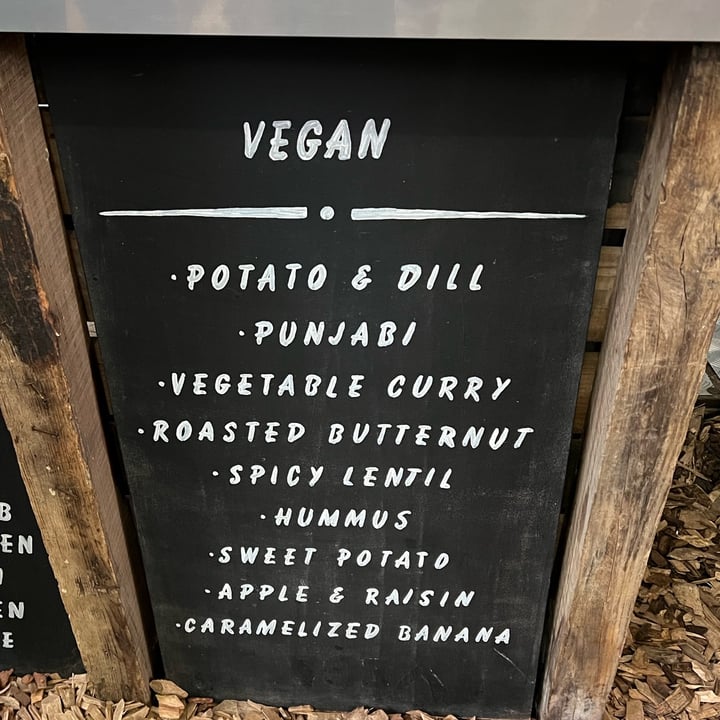 VEGAN
·POTATO & DILL
·PUNJABI
·VEGETABLE CURRY
·ROASTED BUTTERNUT
·SPICY LENTIL
·HUMMUS
·SWEET POTATO
·APPLE & RAISIN
·CARAMELIZED BANANA